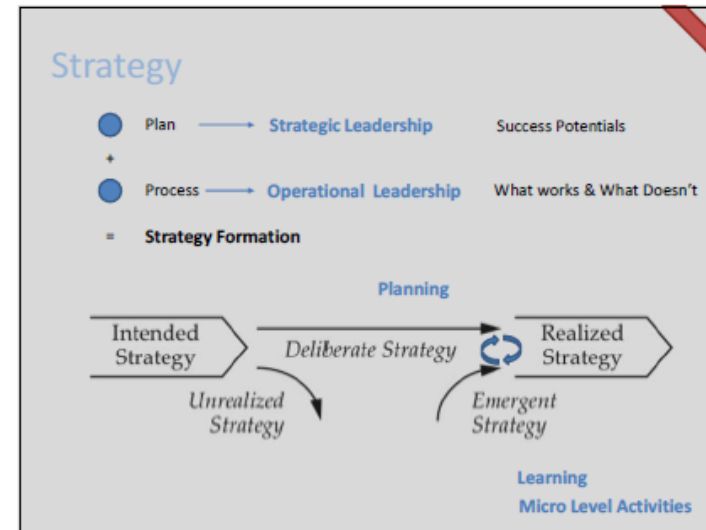 Strategy
Plan Strategic Leadership Success Potentials
+
Process Operational Leadership What works & What Doesn't
= Strategy Formation
Planning
Intended
Strategy
Deliberate Strategy
Realized
Strategy
Unrealized
Strategy
Emergent
Strategy
Learning
Micro Level Activities